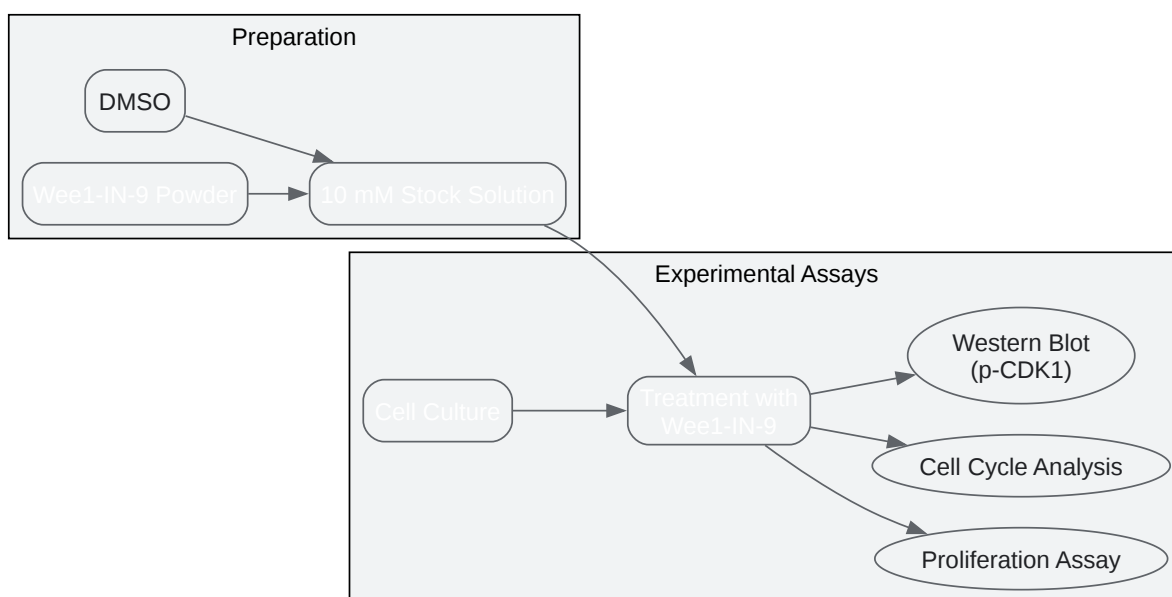 Preparation
DMSO
Wee1-IN-9 Powder
10 mM Stock Solution
Experimental Assays
Western Blot
(p-CDK1)
Cell Culture
Treatment with
Wee1-IN-9
Cell Cycle Analysis
Proliferation Assay